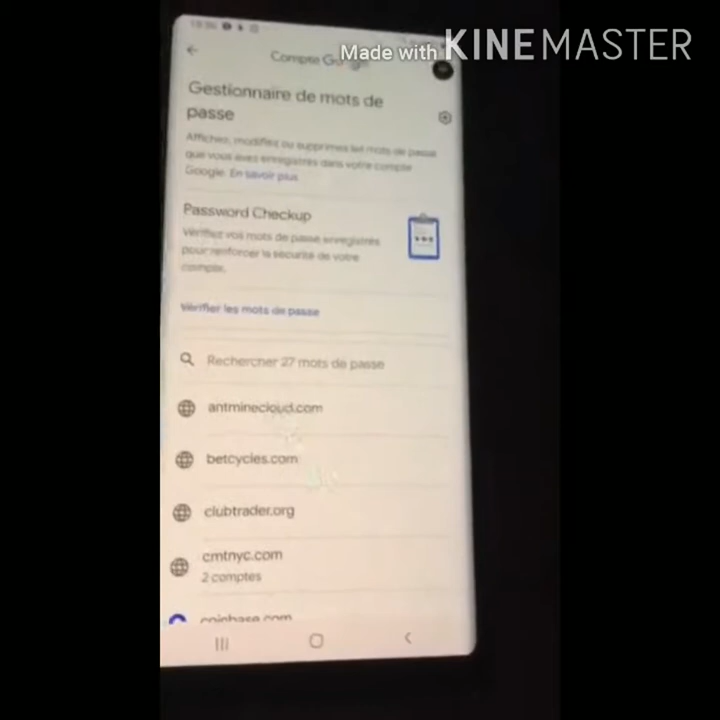 19:36
Made with KINEMASTER
Compte Google
Gestionnaire de mots de
passe
Affichez, modifiez ou supprimez les mots de passe
que vous avez enregistrés dans votre compte
Google. En savoir plus
Password Checkup
Vérifiez vos mots de passe enregistrés
pour renforcer la sécurité de votre
compte.
Vérifier les mots de passe
Rechercher 27 mots de passe
antminecloud.com
betcycles.com
clubtrader.org
cmtnyc.com
2 comptes
coinbase.com